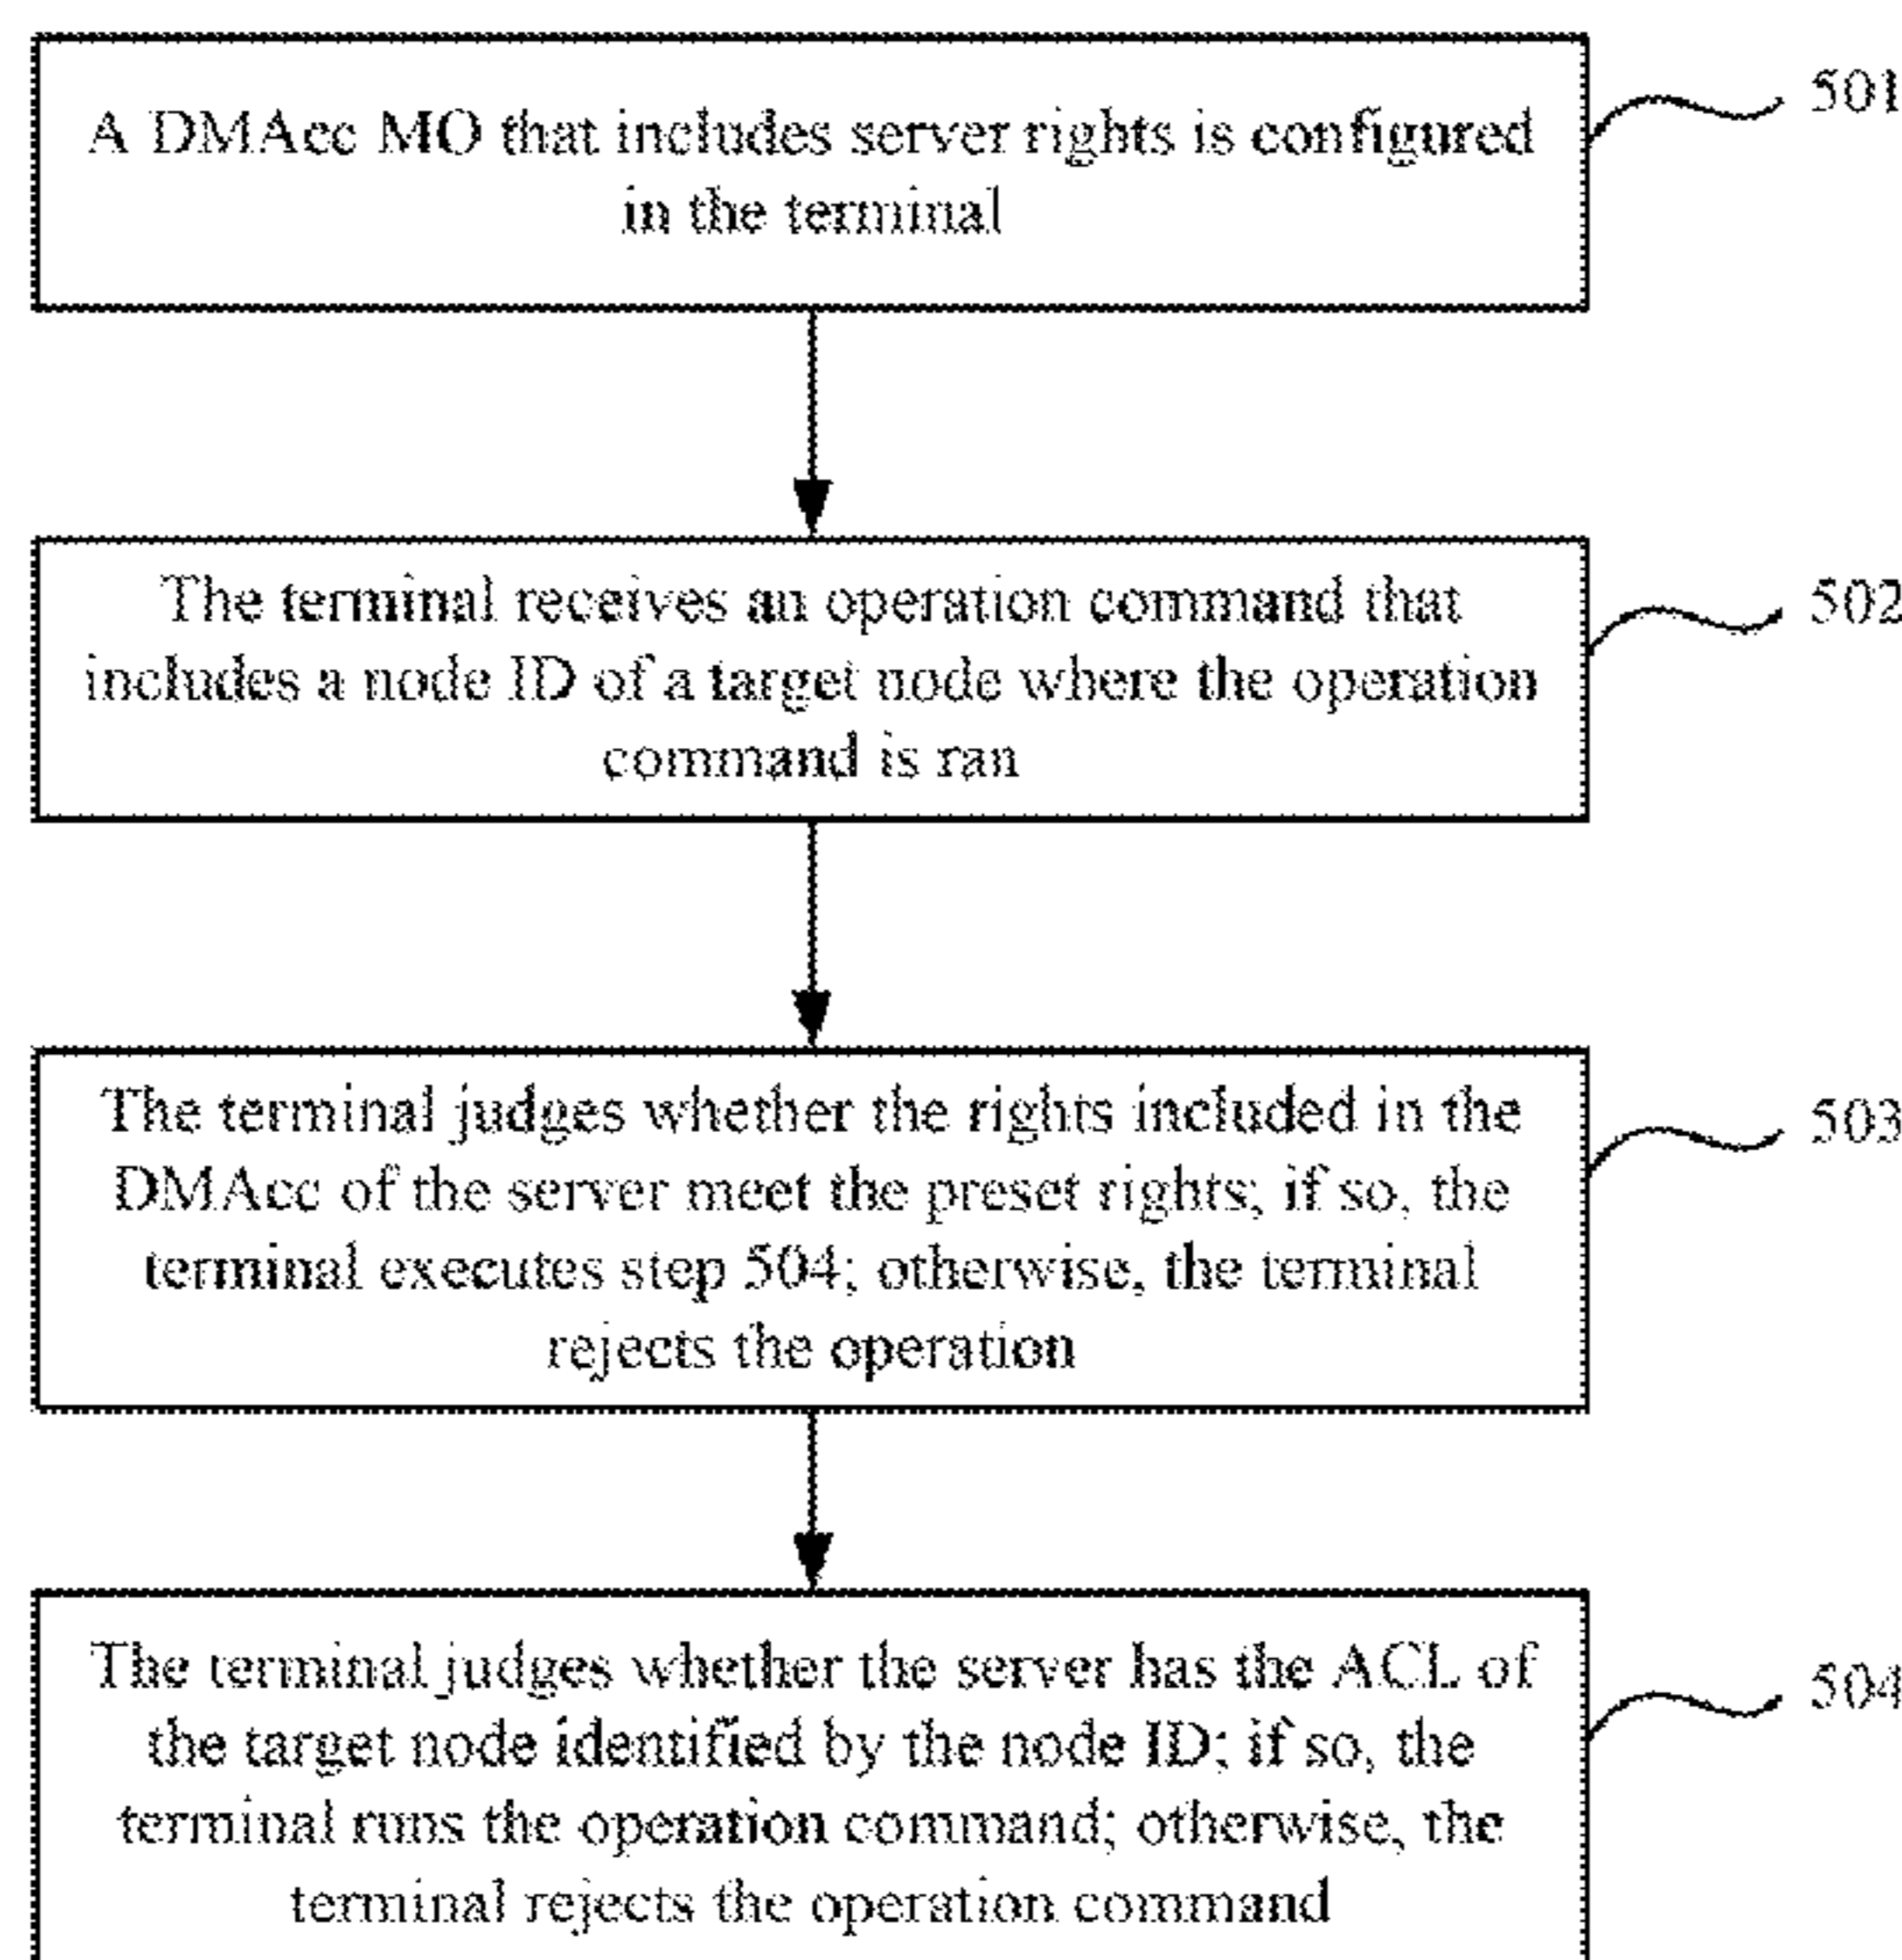 A DMAcc MO that includes server rights is configured
in the terminal
501
The terminal receives an operation command that
includes a node ID of a target node where the operation
command is ran
502
The terminal judges whether the rights included in the
DMAcc of the server meet the preset rights; if so, the
terminal executes step 504; otherwise, the terminal
rejects the operation
503
The terminal judges whether the server has the ACL of
the target node identified by the node ID; if so, the
terminal runs the operation command; otherwise, the
terminal rejects the operation command
504